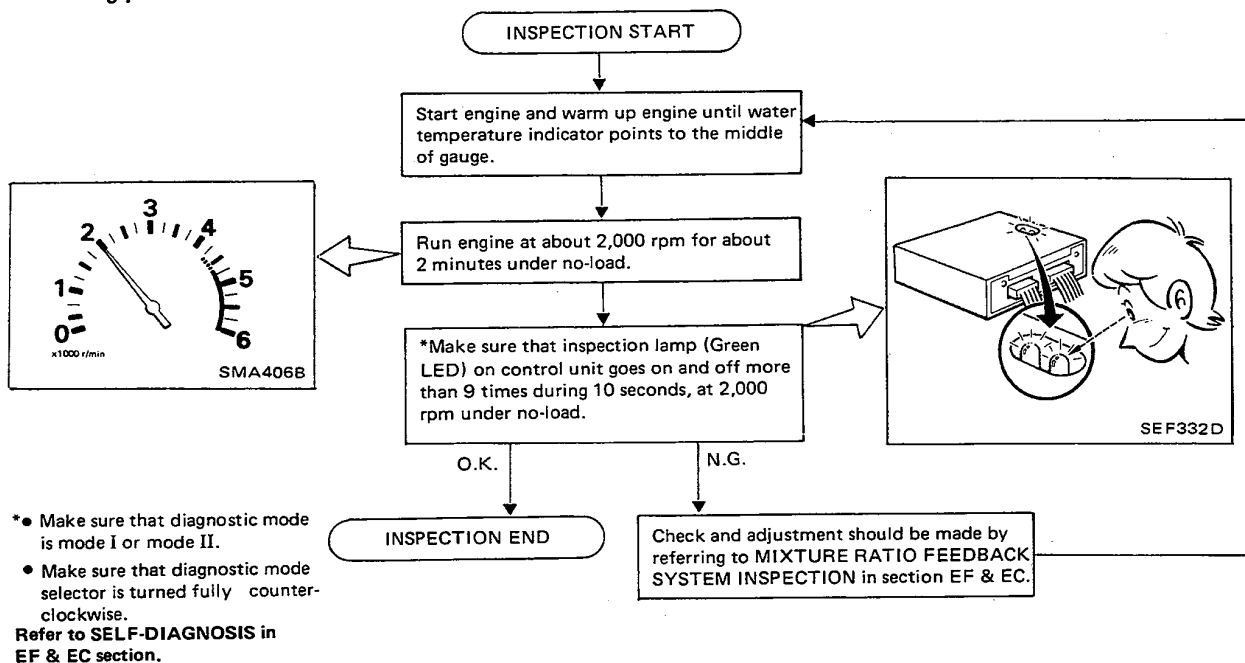 INSPECTION START
Start engine and warm up engine until water
temperature indicator points to the middle
of gauge.
Run engine at about 2,000 rpm for about
2 minutes under no-load.
0
1
2
3
4
5
6
x1000 r/min
SMA406B
*Make sure that inspection lamp (Green
LED) on control unit goes on and off more
than 9 times during 10 seconds, at 2,000
rpm under no-load.
SEF332D
O.K.
N.G.
INSPECTION END
Check and adjustment should be made by
referring to MIXTURE RATIO FEEDBACK
SYSTEM INSPECTION in section EF & EC.
*● Make sure that diagnostic mode
is mode I or mode II.
● Make sure that diagnostic mode
selector is turned fully counter-
clockwise.
Refer to SELF-DIAGNOSIS in
EF & EC section.